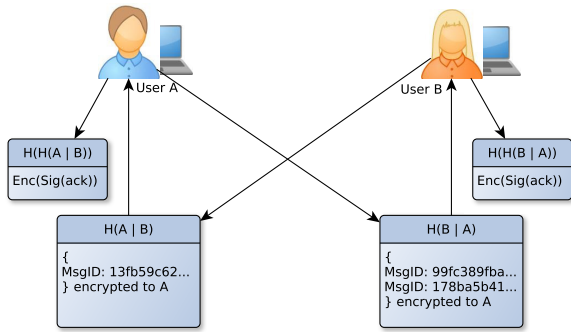 User A
User B
H(H(A | B))
Enc(Sig(ack))
H(H(B | A))
Enc(Sig(ack))
H(A | B)
{
MsgID: 13fb59c62...
} encrypted to A
H(B | A)
{
MsgID: 99fc389fba...
MsgID: 178ba5b41...
} encrypted to A